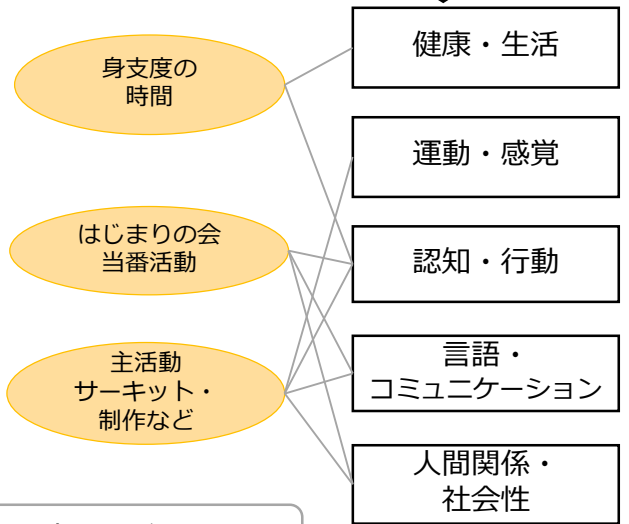 身支度の
時間
はじまりの会
当番活動
主活動
サーキット・
制作など
健康・生活
運動・感覚
認知・行動
言語・
コミュニケーション
人間関係・
社会性